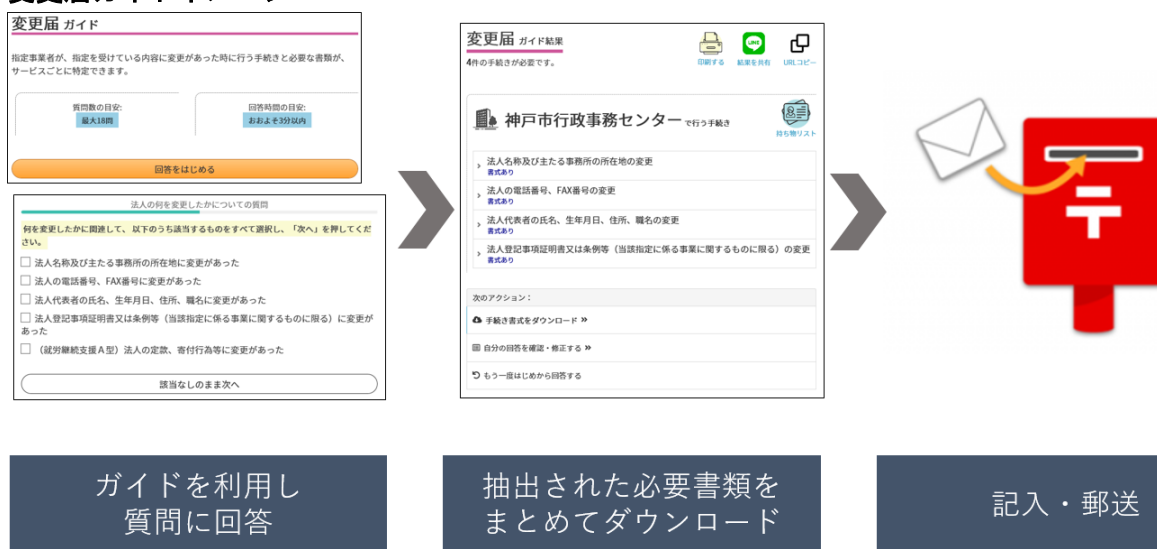 変更届 ガイド
指定事業者が、指定を受けている内容に変更があった時に行う手続きと必要な書類が、
サービスごとに特定できます。
質問数の目安:
最大18問
回答時間の目安:
おおよそ3分以内
回答をはじめる
法人の何を変更したかについての質問
何を変更したかに関連して、以下のうち該当するものをすべて選択し、「次へ」を押してくだ
さい。
法人名称及び主たる事務所の所在地に変更があった
法人の電話番号、FAX番号に変更があった
法人代表者の氏名、生年月日、住所、職名に変更があった
法人登記事項証明書又は条例等（当該指定に係る事業に関するものに限る）に変更が
あった
（就労継続支援A型）法人の定款、寄付行為等に変更があった
該当なしのまま次へ
変更届 ガイド結果
4件の手続きが必要です。
印刷する
LINE
結果を共有
URLコピー
神戸市行政事務センター で行う手続き
持ち物リスト
法人名称及び主たる事務所の所在地の変更
書式あり
法人の電話番号、FAX番号の変更
書式あり
法人代表者の氏名、生年月日、住所、職名の変更
書式あり
法人登記事項証明書又は条例等（当該指定に係る事業に関するものに限る）の変更
書式あり
次のアクション：
手続き書式をダウンロード »
自分の回答を確認・修正する »
もう一度はじめから回答する
〒
ガイドを利用し
質問に回答
抽出された必要書類を
まとめてダウンロード
記入・郵送